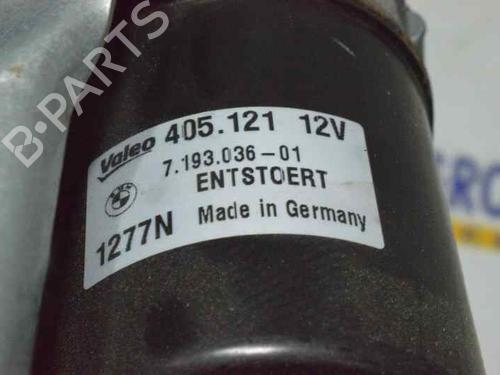 Valeo 405.121 12V
7.193.036-01
ENTSTOERT
1277N Made in Germany
B-PARTS